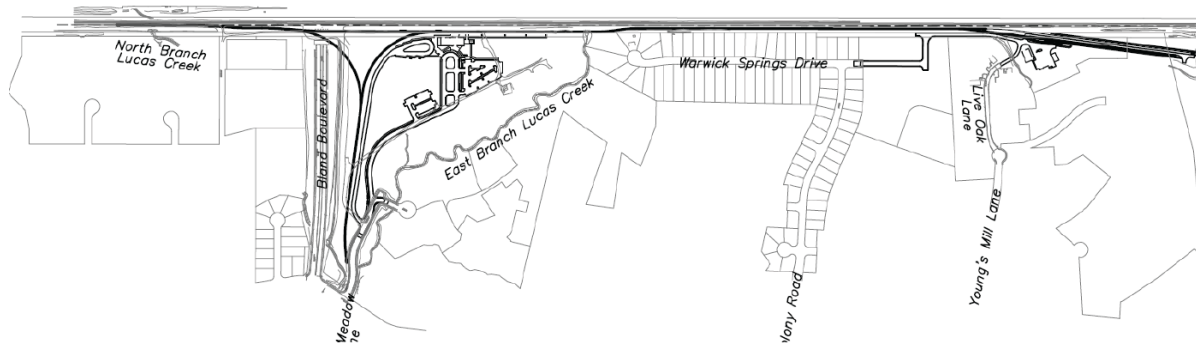 North Branch
Lucas Creek
Bland Boulevard
East Branch Lucas Creek
Warwick Springs Drive
Live Oak
Lane
Young's Mill Lane
Meadow